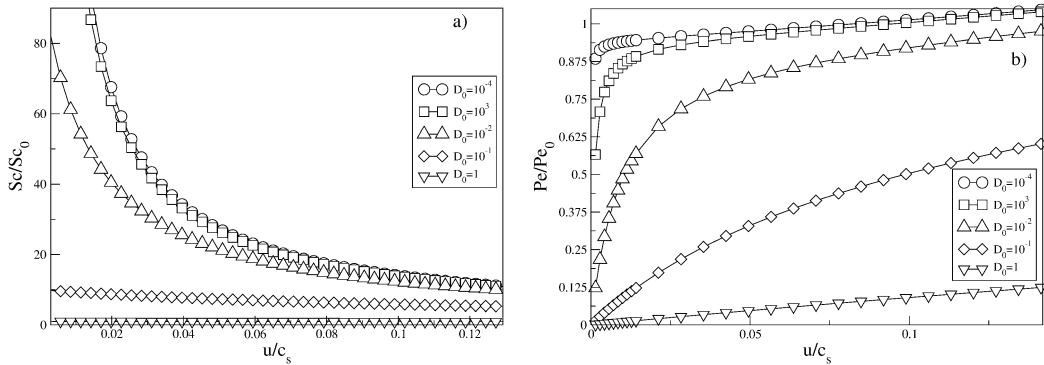 a)
80
60
40
20
0
Sc/Sc₀
0.02 0.04 0.06 0.08 0.1 0.12
u/cₛ
D₀=10⁻⁴
D₀=10³
D₀=10⁻²
D₀=10⁻¹
D₀=1
b)
1
0.875
0.75
0.625
0.5
0.375
0.25
0.125
0
Pe/Pe₀
0 0.05 0.1
u/cₛ
D₀=10⁻⁴
D₀=10³
D₀=10⁻²
D₀=10⁻¹
D₀=1